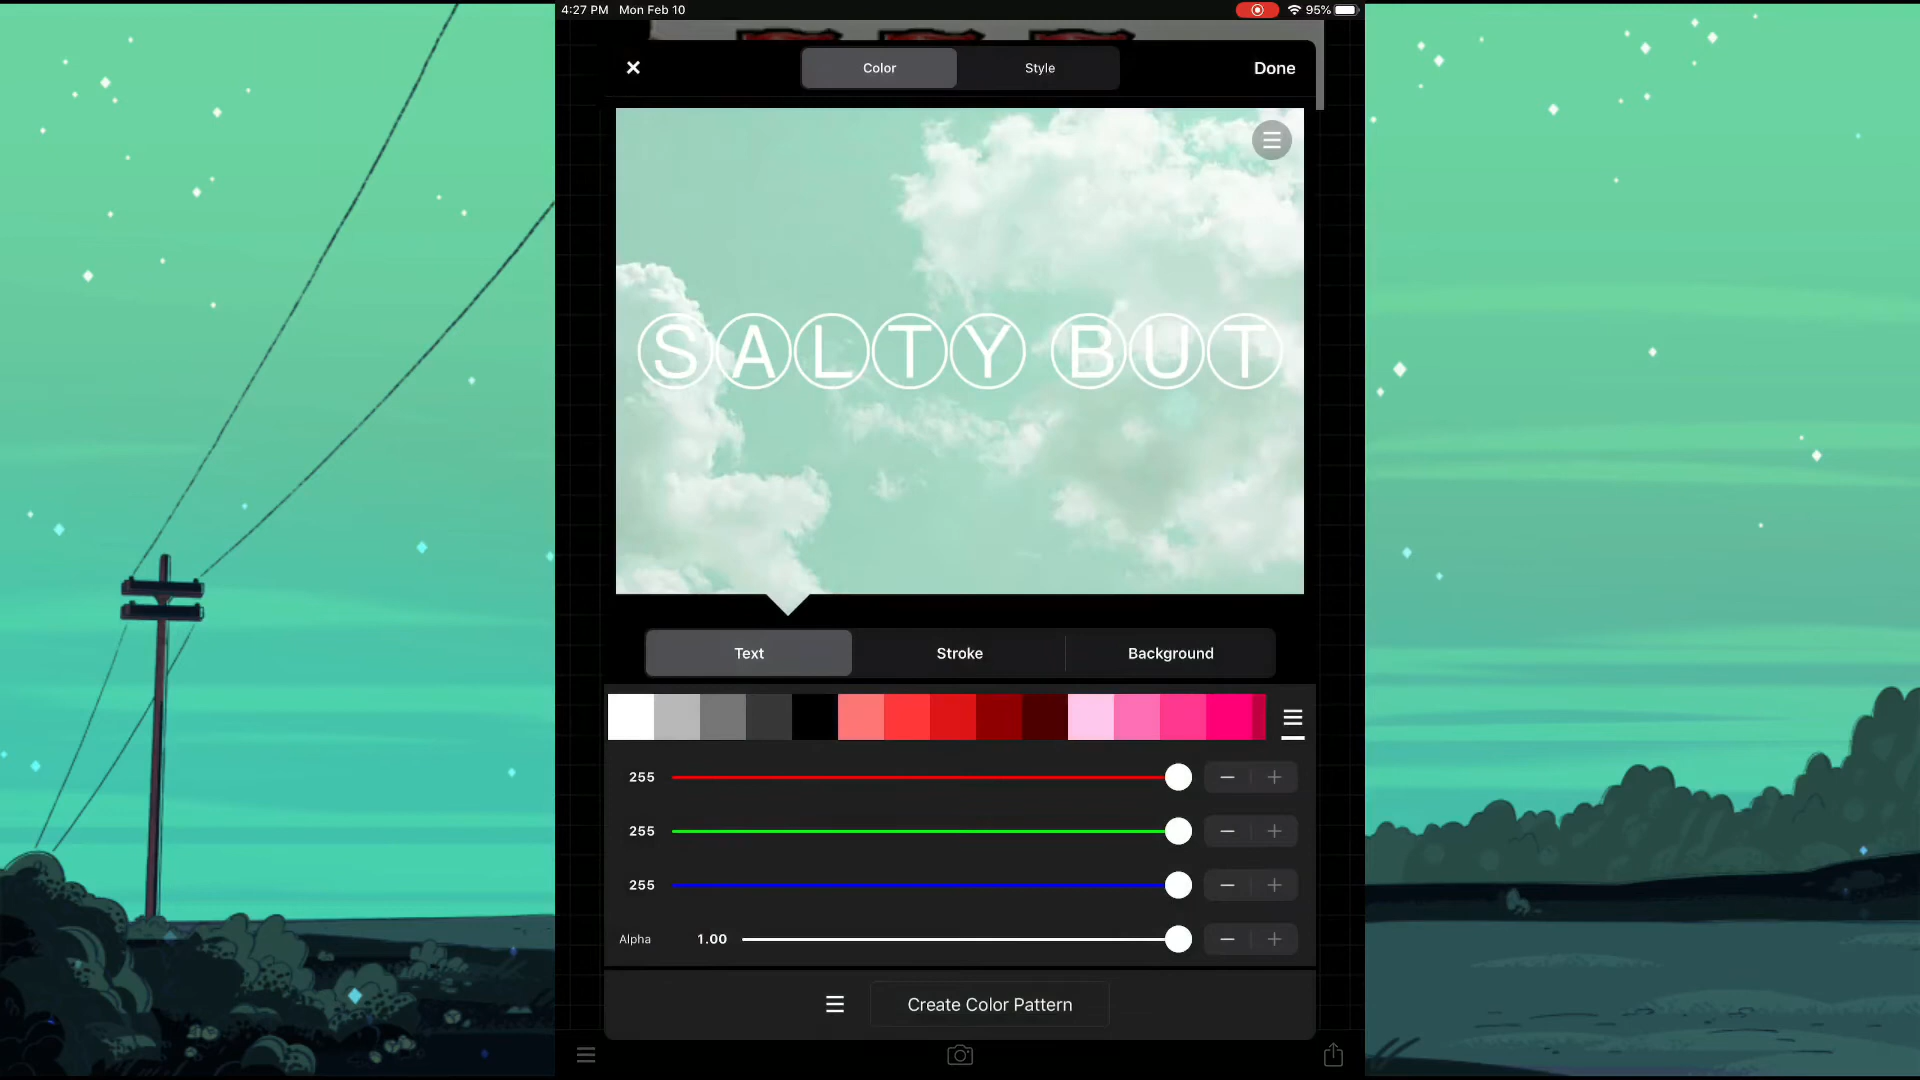 4:27 PM Mon Feb 10 95%
Color Style Done
SALTY BUT
Text Stroke Background
255
255
255
Alpha 1.00
Create Color Pattern